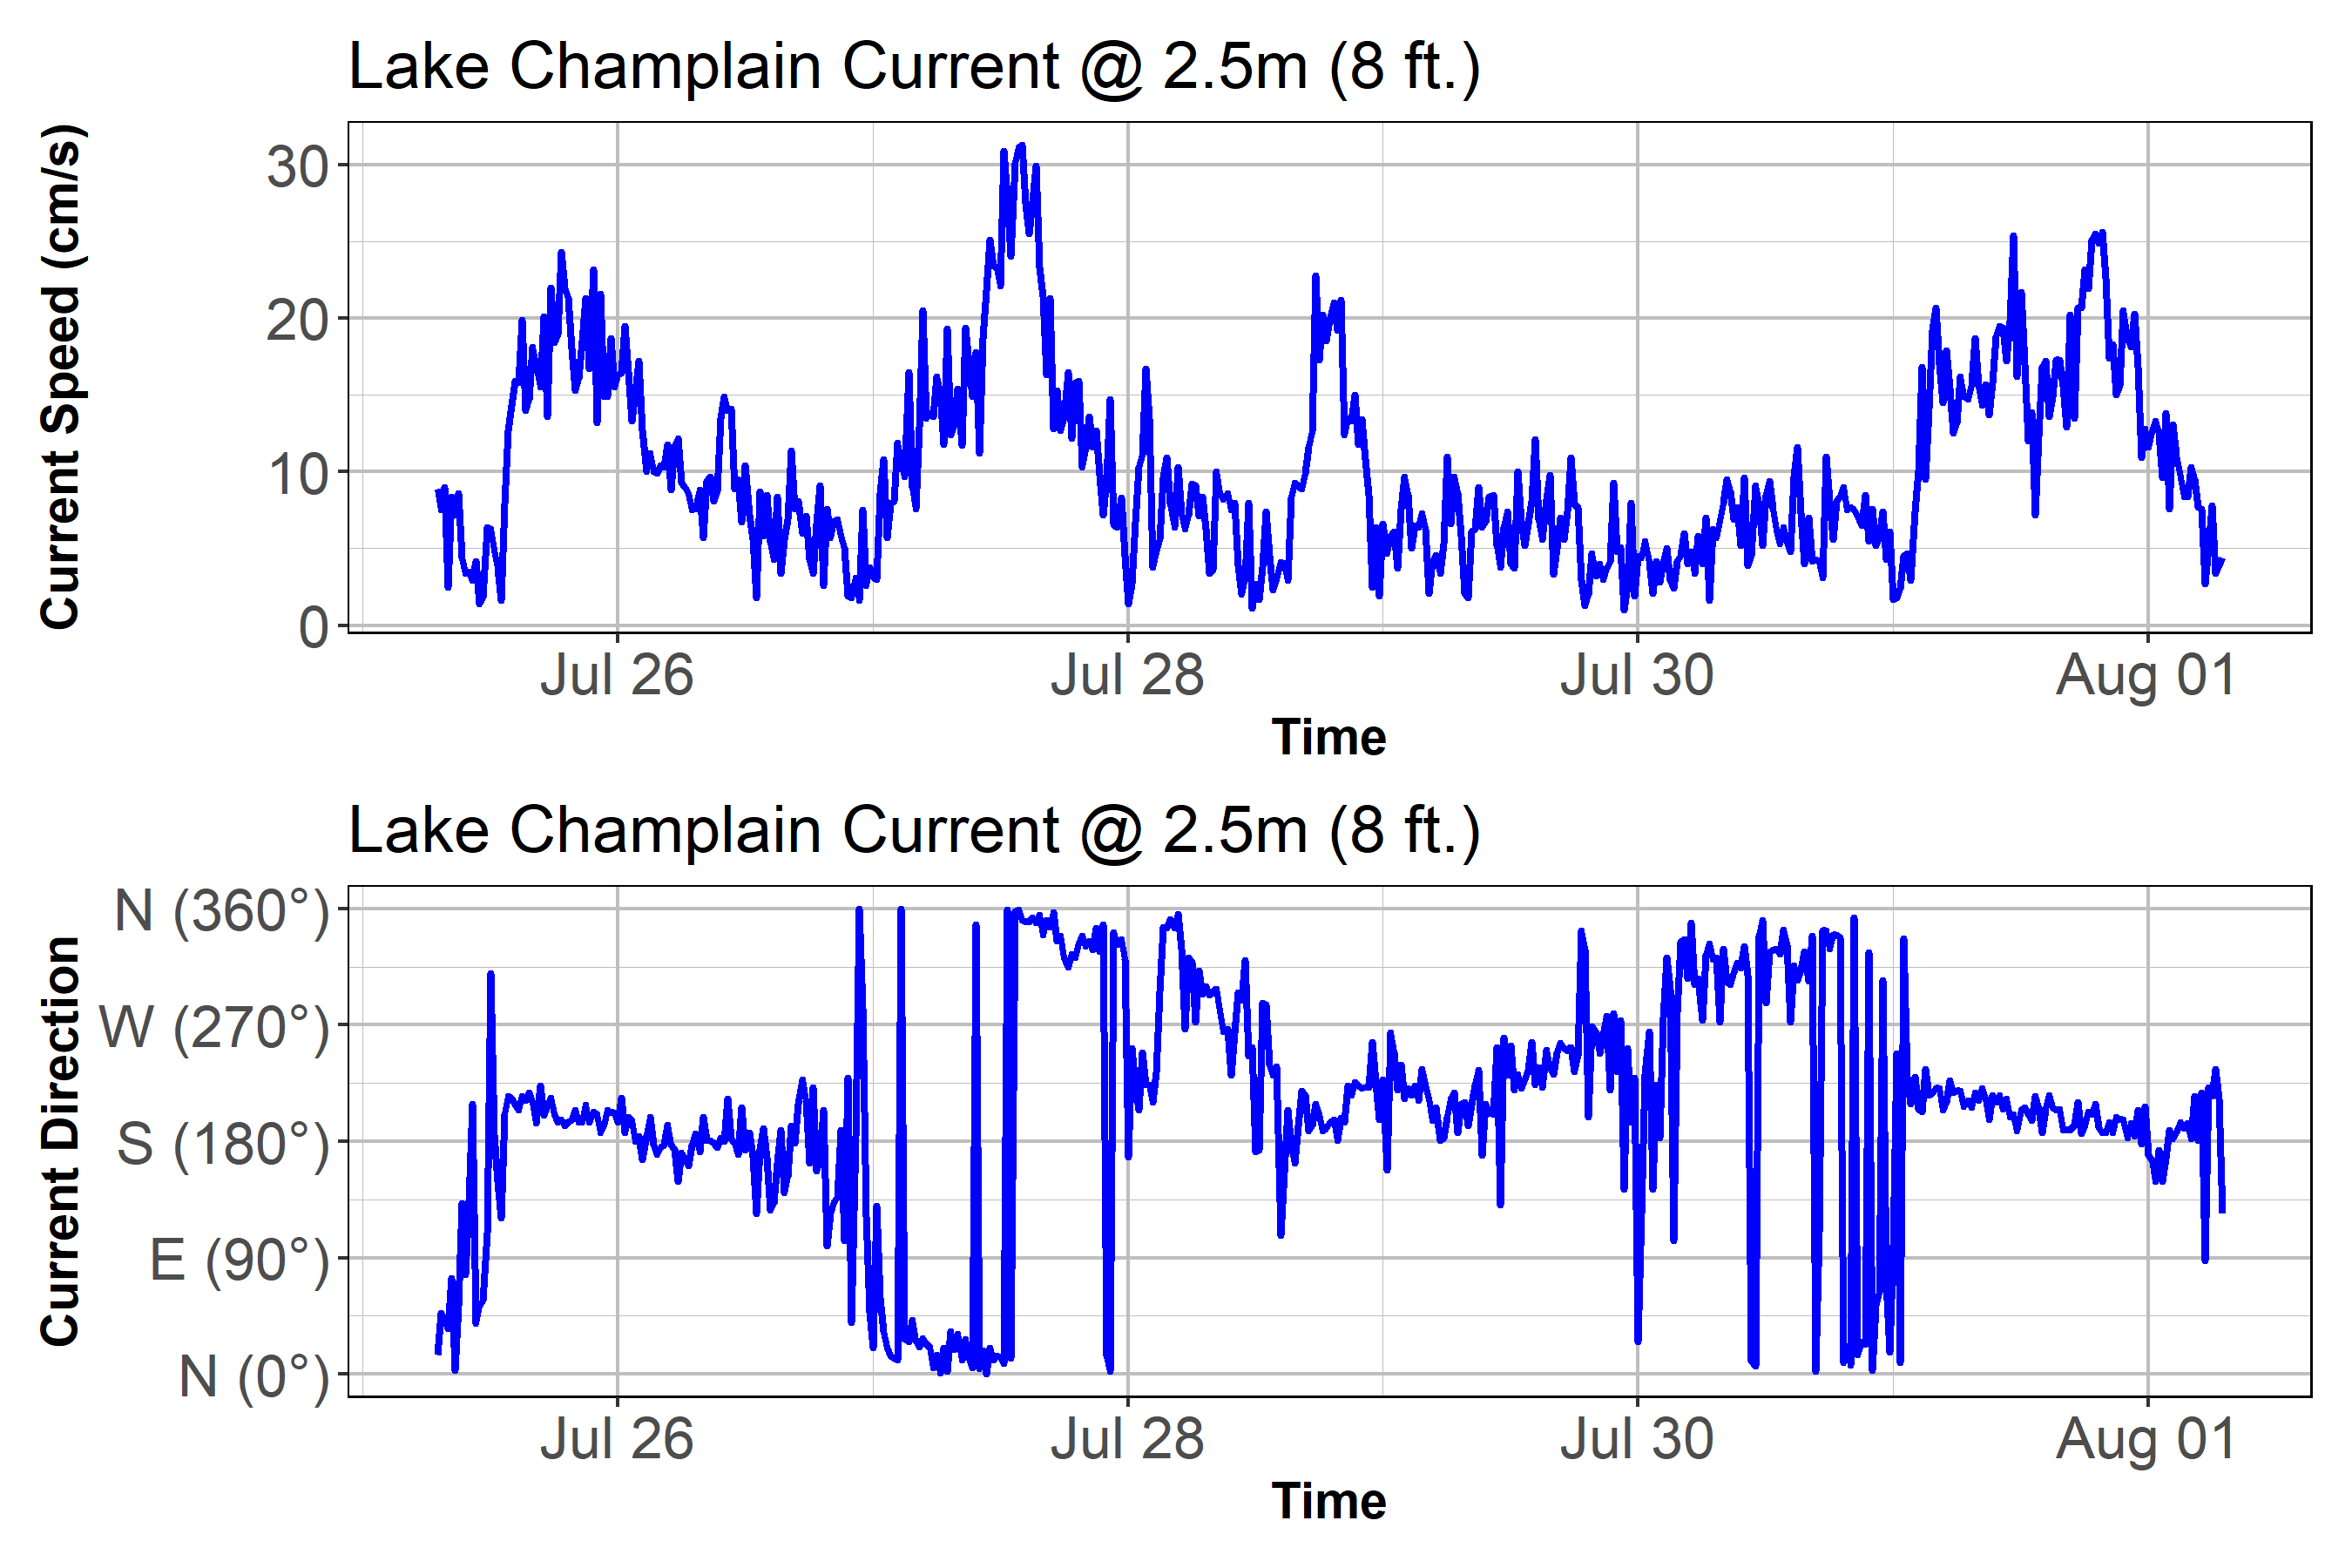 Lake Champlain Current @ 2.5m (8 ft.)
Current Speed (cm/s)
30
20
10
0
Jul 26
Jul 28
Jul 30
Aug 01
Time
Lake Champlain Current @ 2.5m (8 ft.)
Current Direction
N (360°)
W (270°)
S (180°)
E (90°)
N (0°)
Jul 26
Jul 28
Jul 30
Aug 01
Time